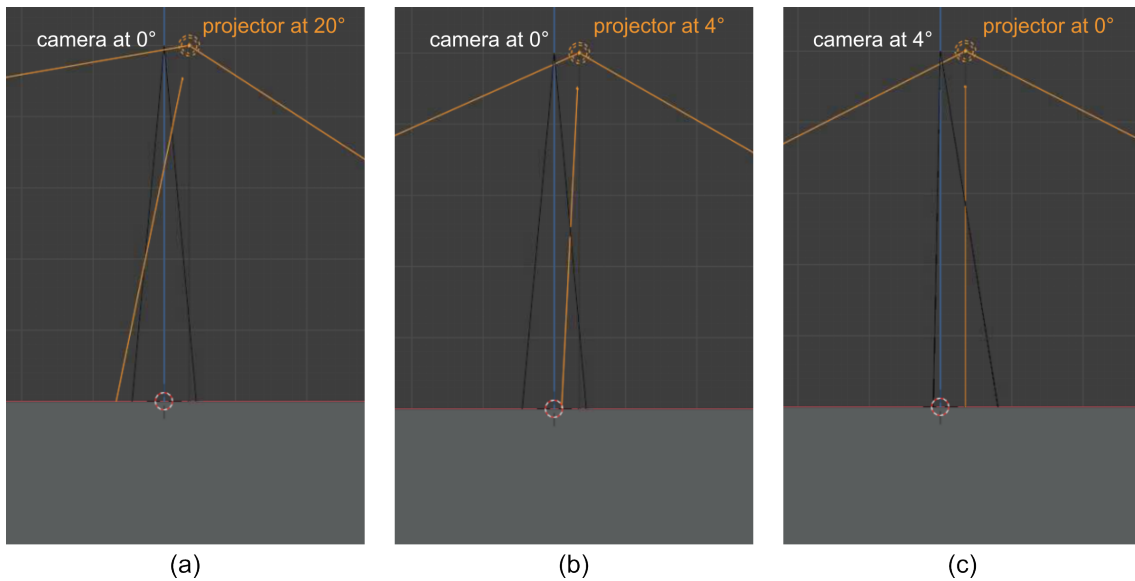 camera at 0°
projector at 20°
camera at 0°
projector at 4°
camera at 4°
projector at 0°
(a)
(b)
(c)